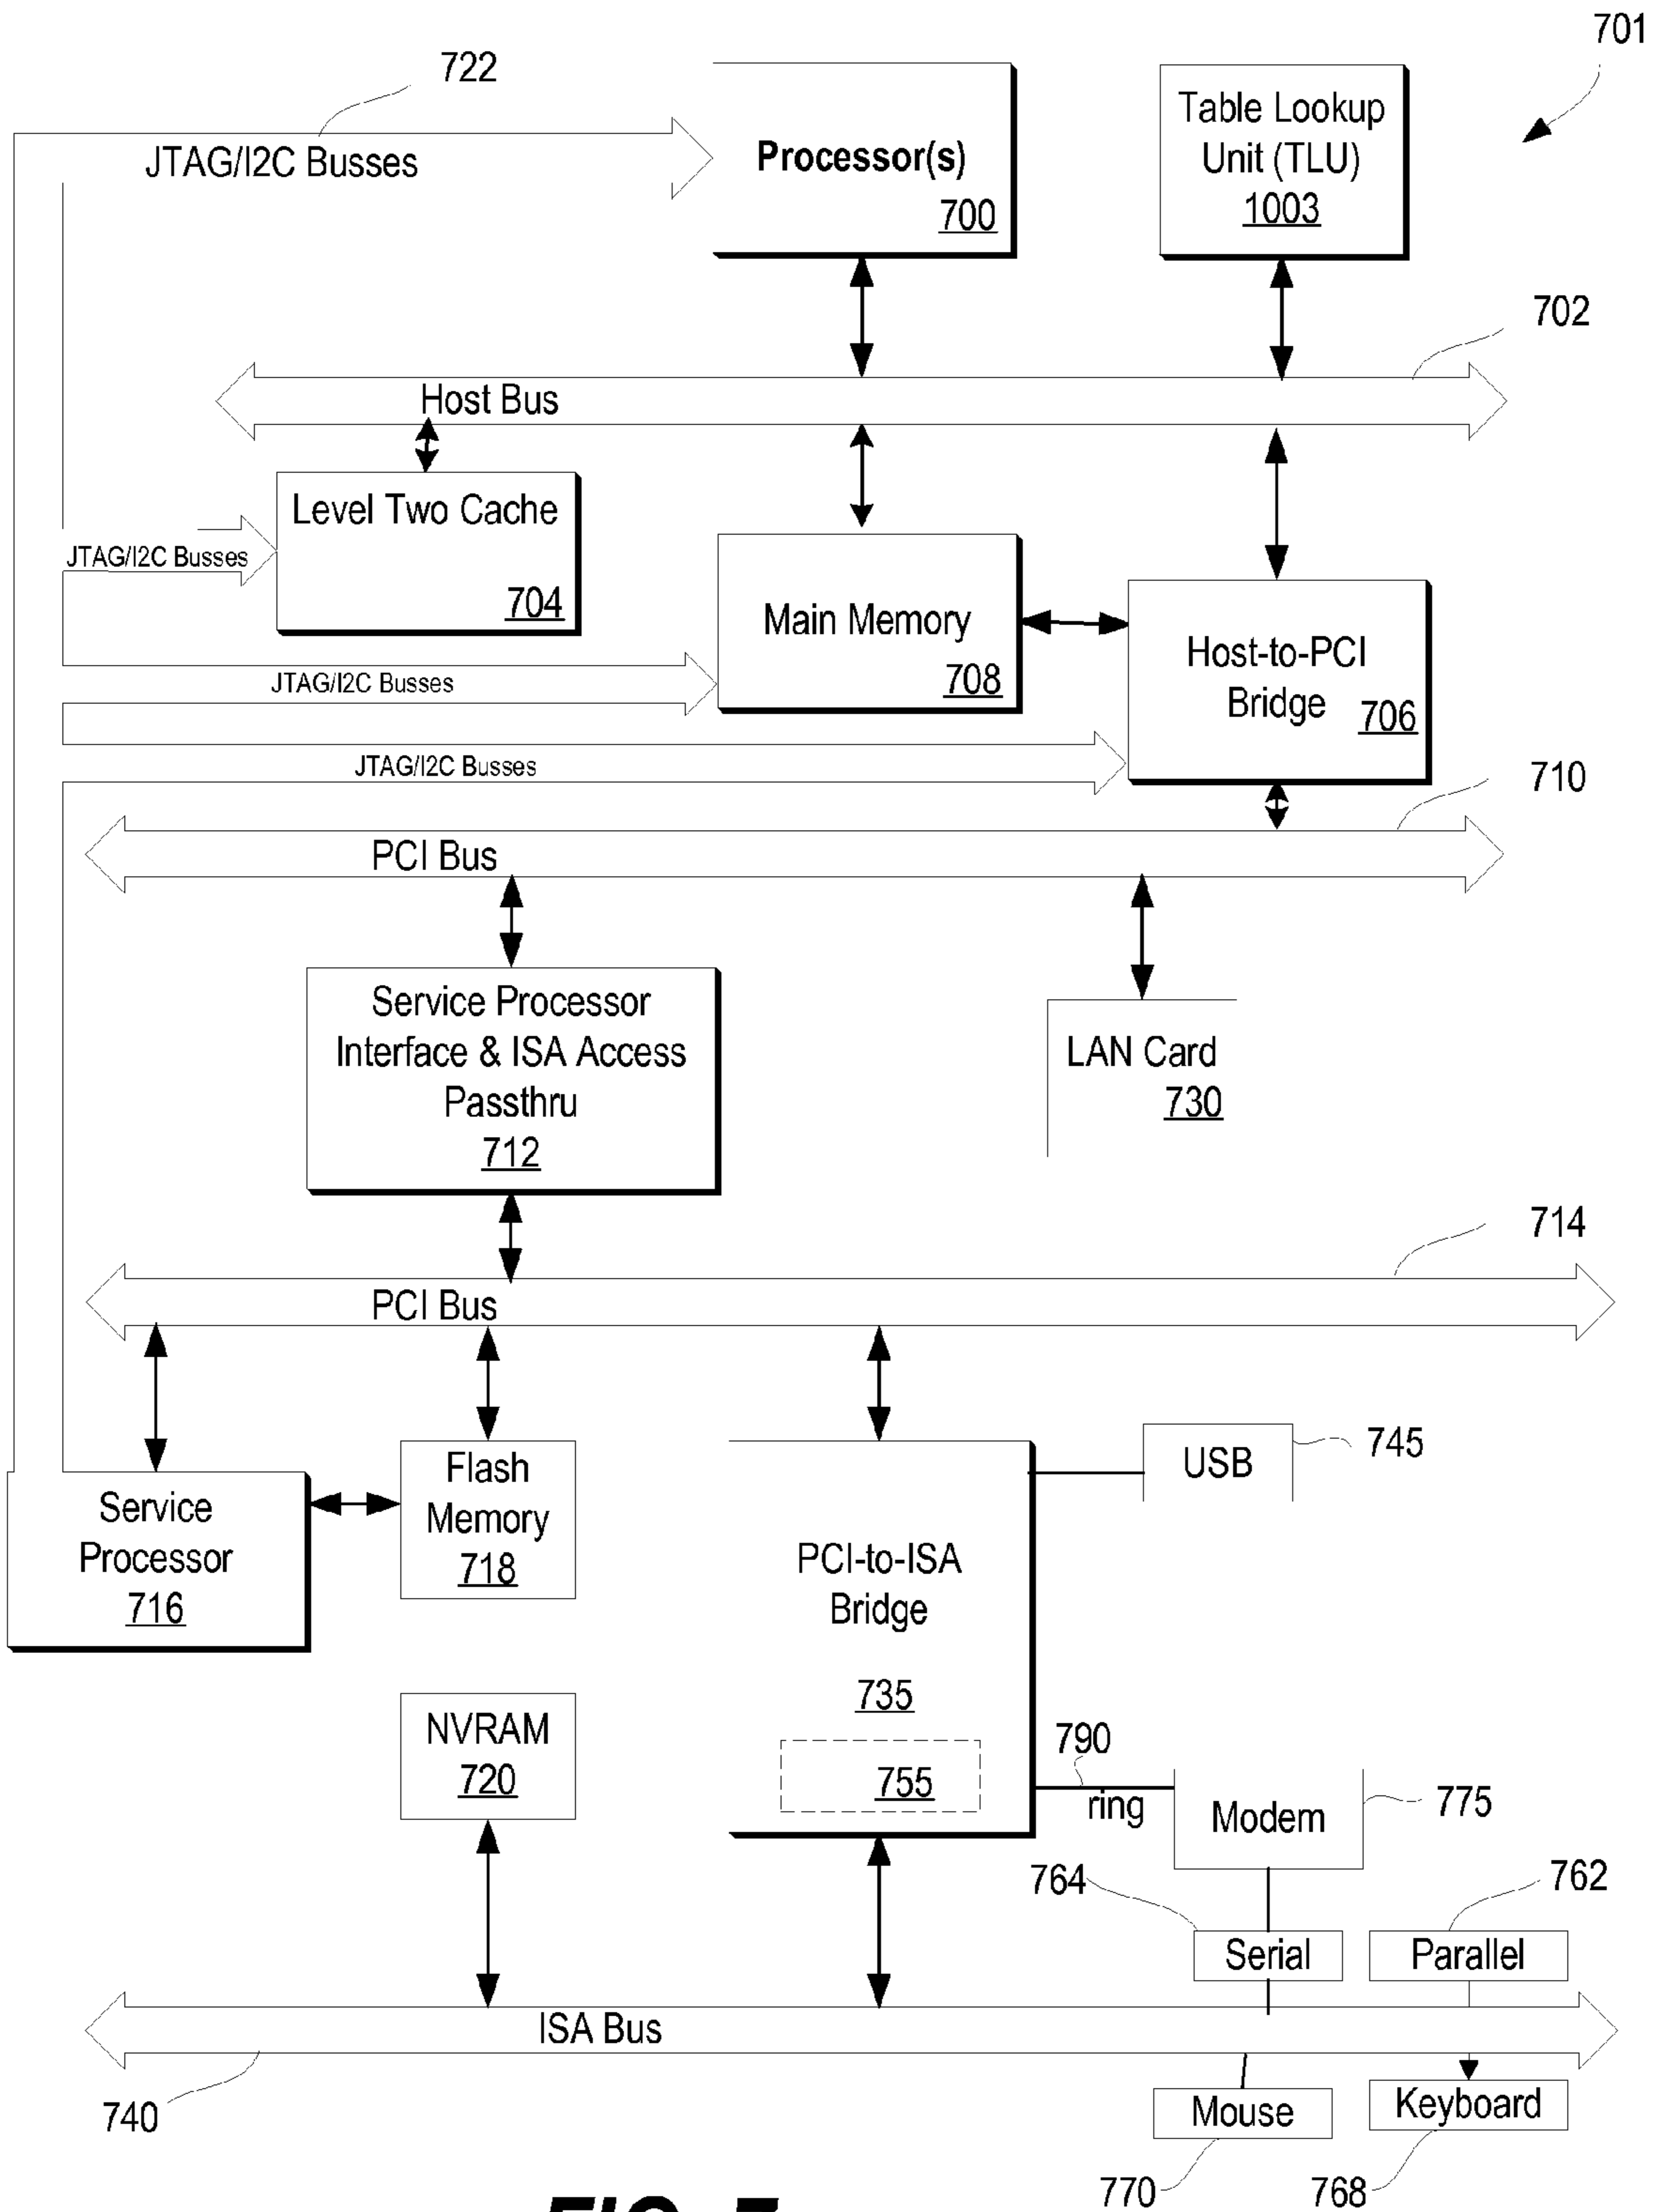 701
722
JTAG/I2C Busses
Processor(s)
700
Table Lookup
Unit (TLU)
1003
702
Host Bus
Level Two Cache
704
JTAG/I2C Busses
Main Memory
708
Host-to-PCI
Bridge
706
JTAG/I2C Busses
JTAG/I2C Busses
710
PCI Bus
Service Processor
Interface & ISA Access
Passthru
712
LAN Card
730
714
PCI Bus
Service
Processor
716
Flash
Memory
718
USB
745
PCI-to-ISA
Bridge
735
755
NVRAM
720
790
ring
Modem
775
764
762
Serial
Parallel
ISA Bus
740
Mouse
Keyboard
770
768